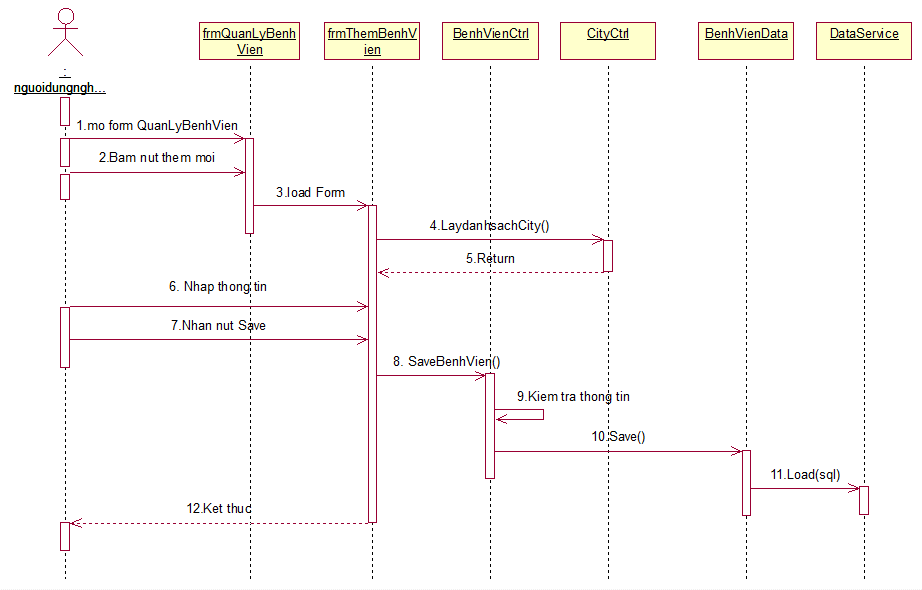 frmQuanLyBenh
Vien
frmThemBenhV
ien
BenhVienCtrl
CityCtrl
BenhVienData
DataService
:
nguoidungngh...
1.mo form QuanLyBenhVien
2.Bam nut them moi
3.load Form
4.LaydanhsachCity()
5.Return
6. Nhap thong tin
7.Nhan nut Save
8. SaveBenhVien()
9.Kiem tra thong tin
10.Save()
11.Load(sql)
12.Ket thuc